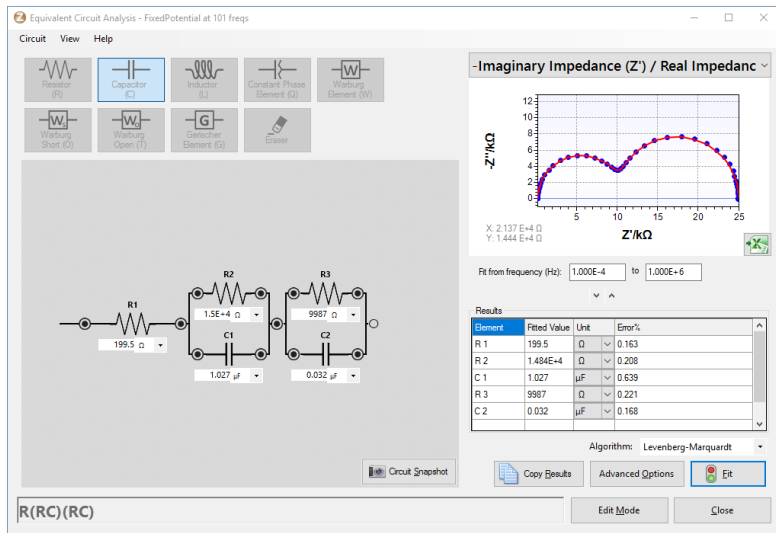 Equivalent Circuit Analysis - FixedPotential at 101 freqs
Circuit View Help
Resistor (R)
Capacitor (C)
Inductor (L)
Constant Phase Element (Q)
Warburg Element (W)
W
Warburg Short (O)
Ws
Warburg Open (T)
Wo
Gerischer Element (G)
G
Eraser
-Imaginary Impedance (Z') / Real Impedanc
-Z''/kΩ
12
10
8
6
4
2
0
5 10 15 20 25
Z'/kΩ
X: 2.137 E+4 Ω
Y: 1.444 E+4 Ω
Fit from frequency (Hz): 1.000E-4 to 1.000E+6
R1
199.5 Ω
R2
1.5E+4 Ω
C1
1.027 μF
R3
9987 Ω
C2
0.032 μF
Results
Element Fitted Value Unit Error%
R 1 199.5 Ω 0.163
R 2 1.484E+4 Ω 0.208
C 1 1.027 μF 0.639
R 3 9987 Ω 0.221
C 2 0.032 μF 0.168
Algorithm: Levenberg-Marquardt
Circuit Snapshot
Copy Results
Advanced Options
Fit
R(RC)(RC)
Edit Mode
Close